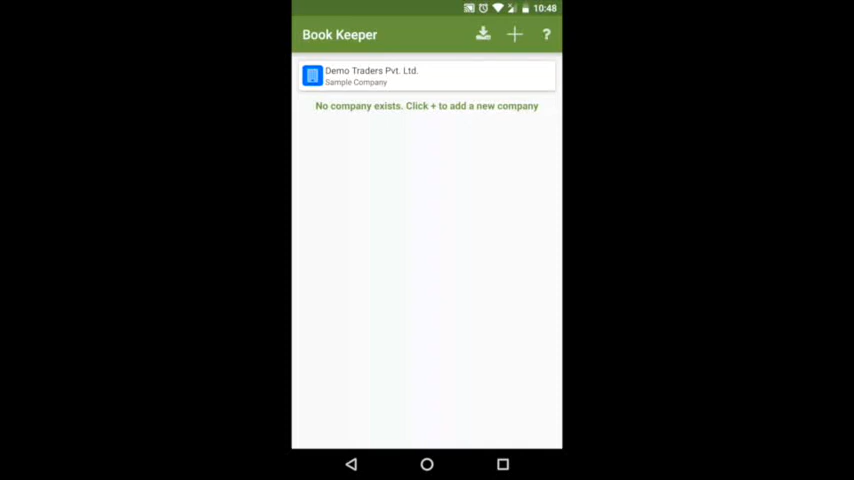 10:48
Book Keeper
?
Demo Traders Pvt. Ltd.
Sample Company
No company exists. Click + to add a new company